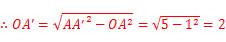 ∴ OA′ = √(AA′² − OA²) = √(5 − 1²) = 2